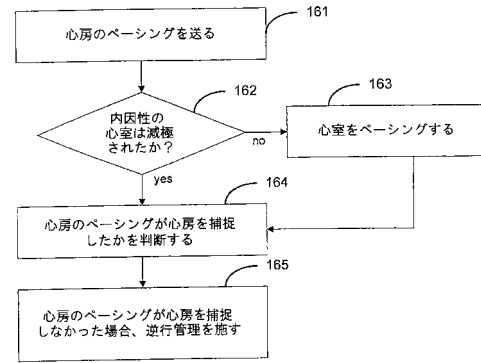 161
心房のペーシングを送る
162
内因性の
心室は減極
されたか？
no
yes
163
心室をペーシングする
164
心房のペーシングが心房を捕捉
したかを判断する
165
心房のペーシングが心房を捕捉
しなかった場合、逆行管理を施す